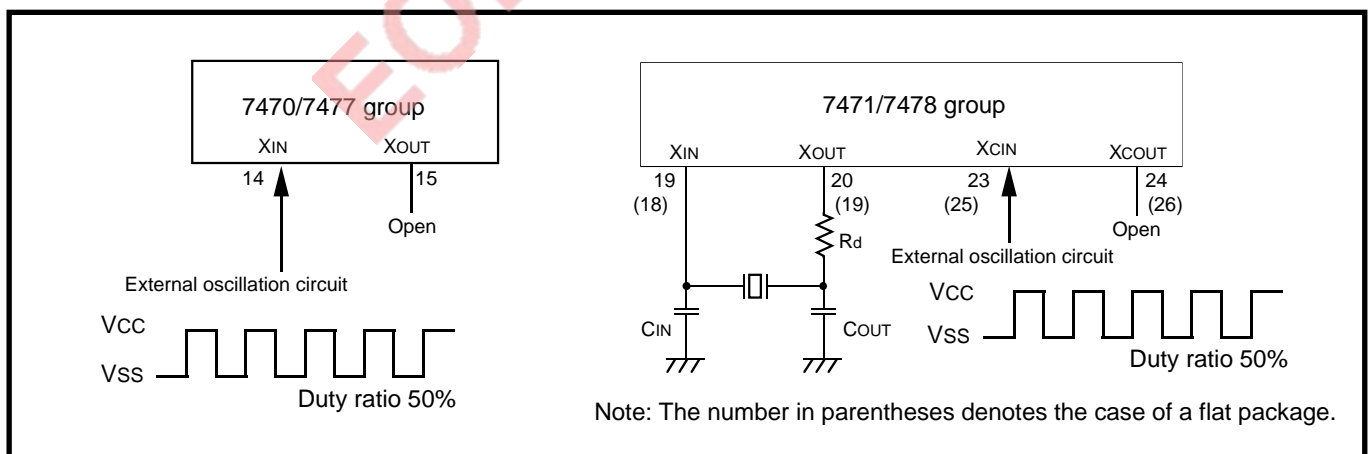 EO
7470/7477 group
XIN XOUT
14 15
Open
External oscillation circuit
VCC
VSS
Duty ratio 50%
7471/7478 group
XIN XOUT XCIN XCOUT
19 20 23 24
(18) (19) (25) (26)
Rd
Open
External oscillation circuit
CIN COUT
VCC
VSS
Duty ratio 50%
Note: The number in parentheses denotes the case of a flat package.